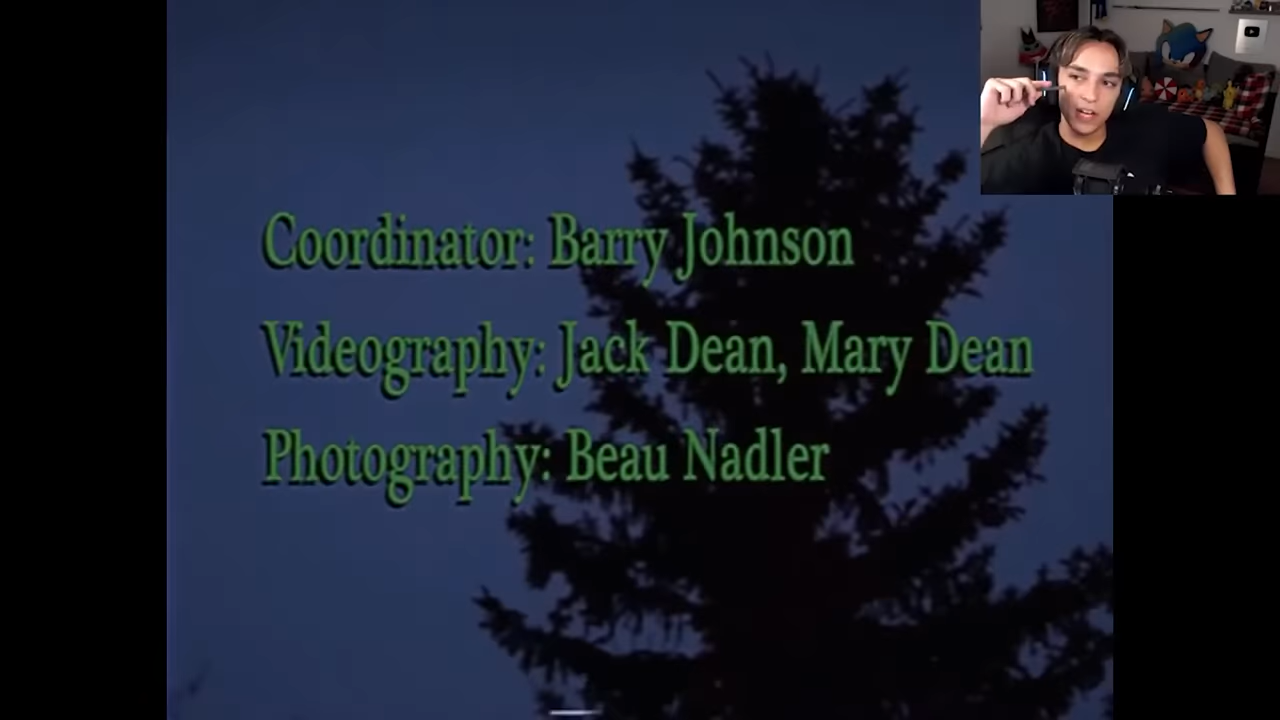 Coordinator: Barry Johnson
Videography: Jack Dean, Mary Dean
Photography: Beau Nadler